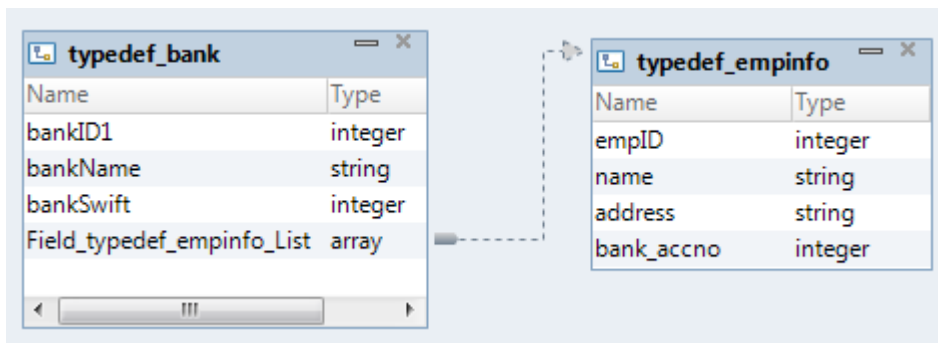 typedef_bank
Name Type
bankID1 integer
bankName string
bankSwift integer
Field_typedef_empinfo_List array
typedef_empinfo
Name Type
empID integer
name string
address string
bank_accno integer